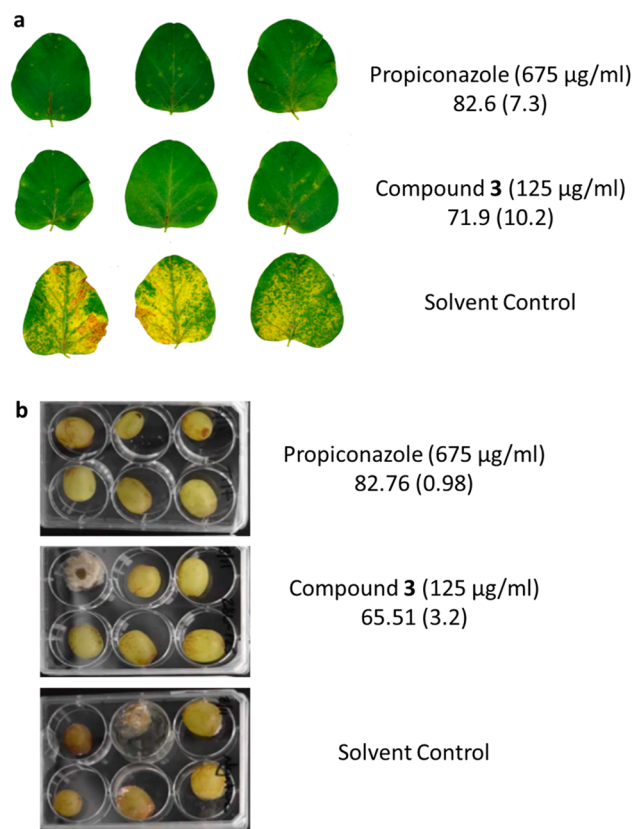 a
Propiconazole (675 µg/ml)
82.6 (7.3)
Compound 3 (125 µg/ml)
71.9 (10.2)
Solvent Control
b
Propiconazole (675 µg/ml)
82.76 (0.98)
Compound 3 (125 µg/ml)
65.51 (3.2)
Solvent Control